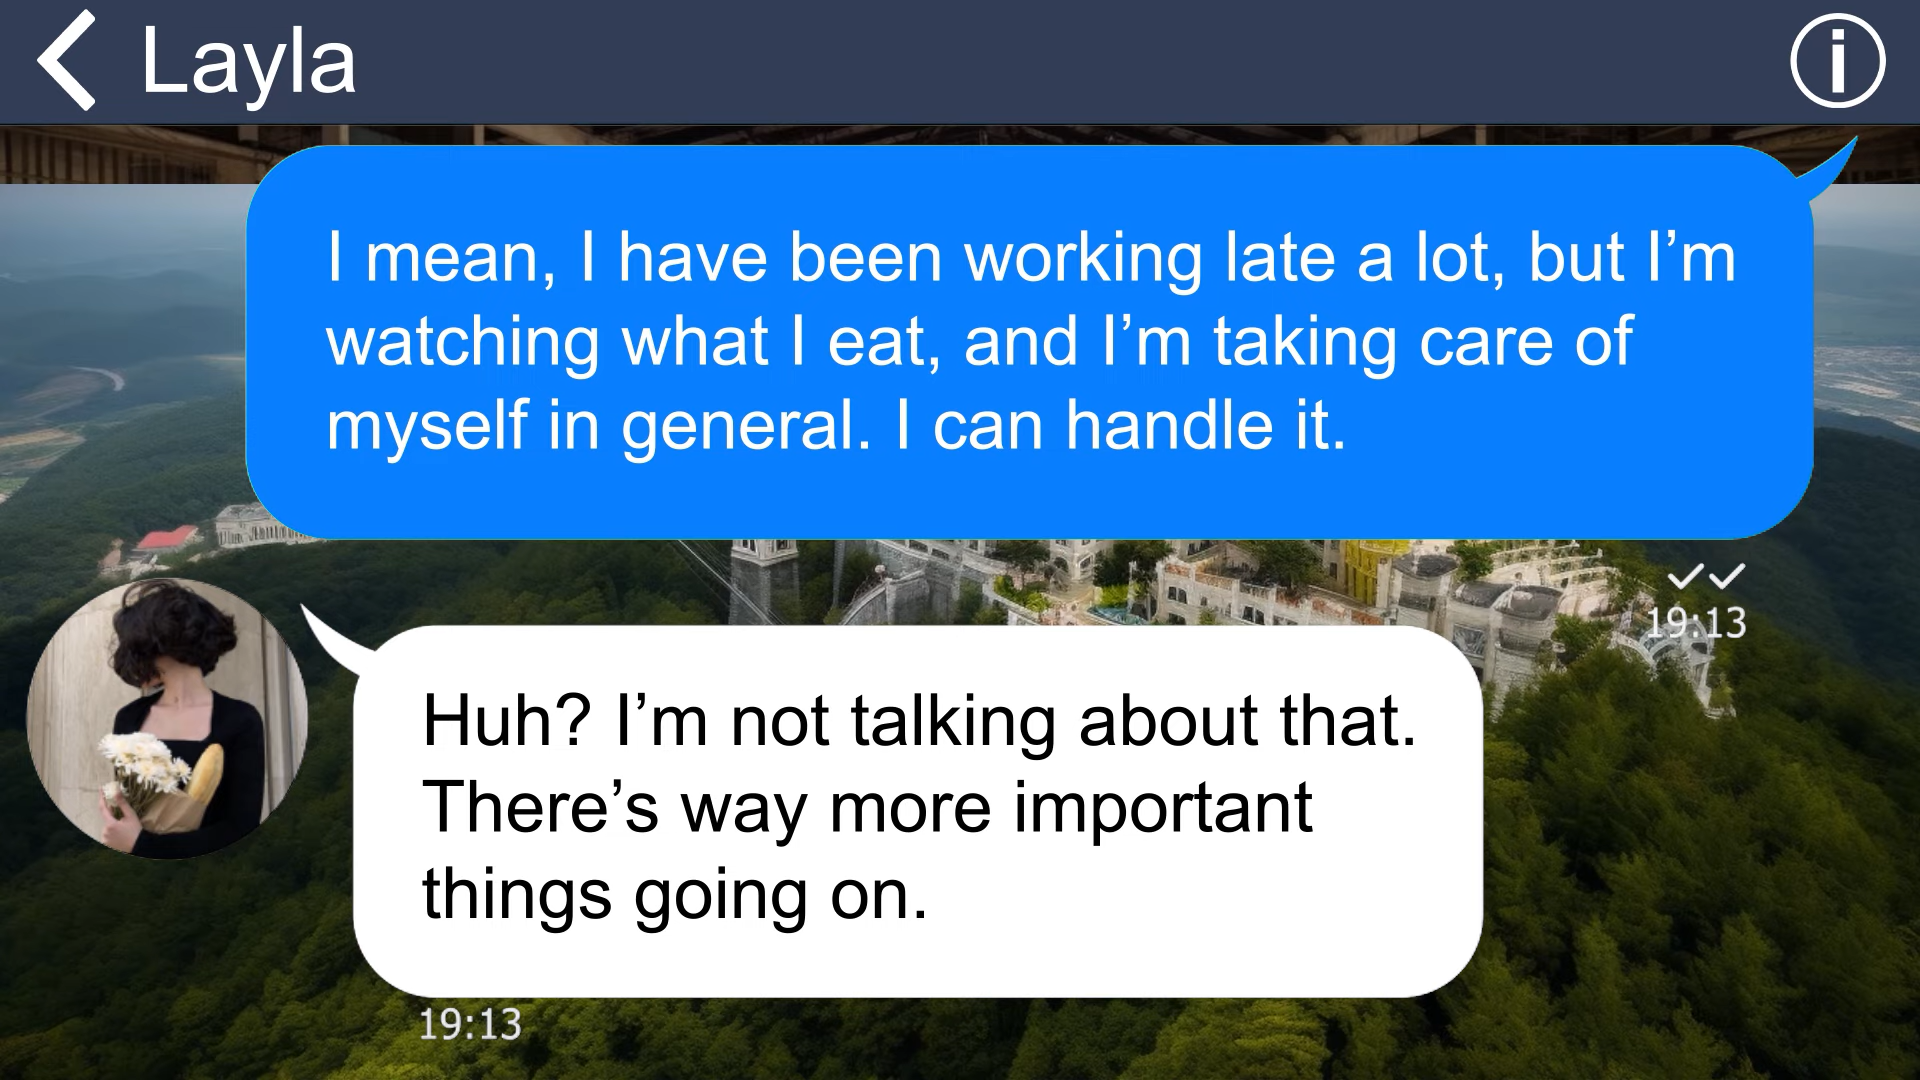 Layla
I mean, I have been working late a lot, but I’m
watching what I eat, and I’m taking care of
myself in general. I can handle it.
19:13
Huh? I’m not talking about that.
There’s way more important
things going on.
19:13